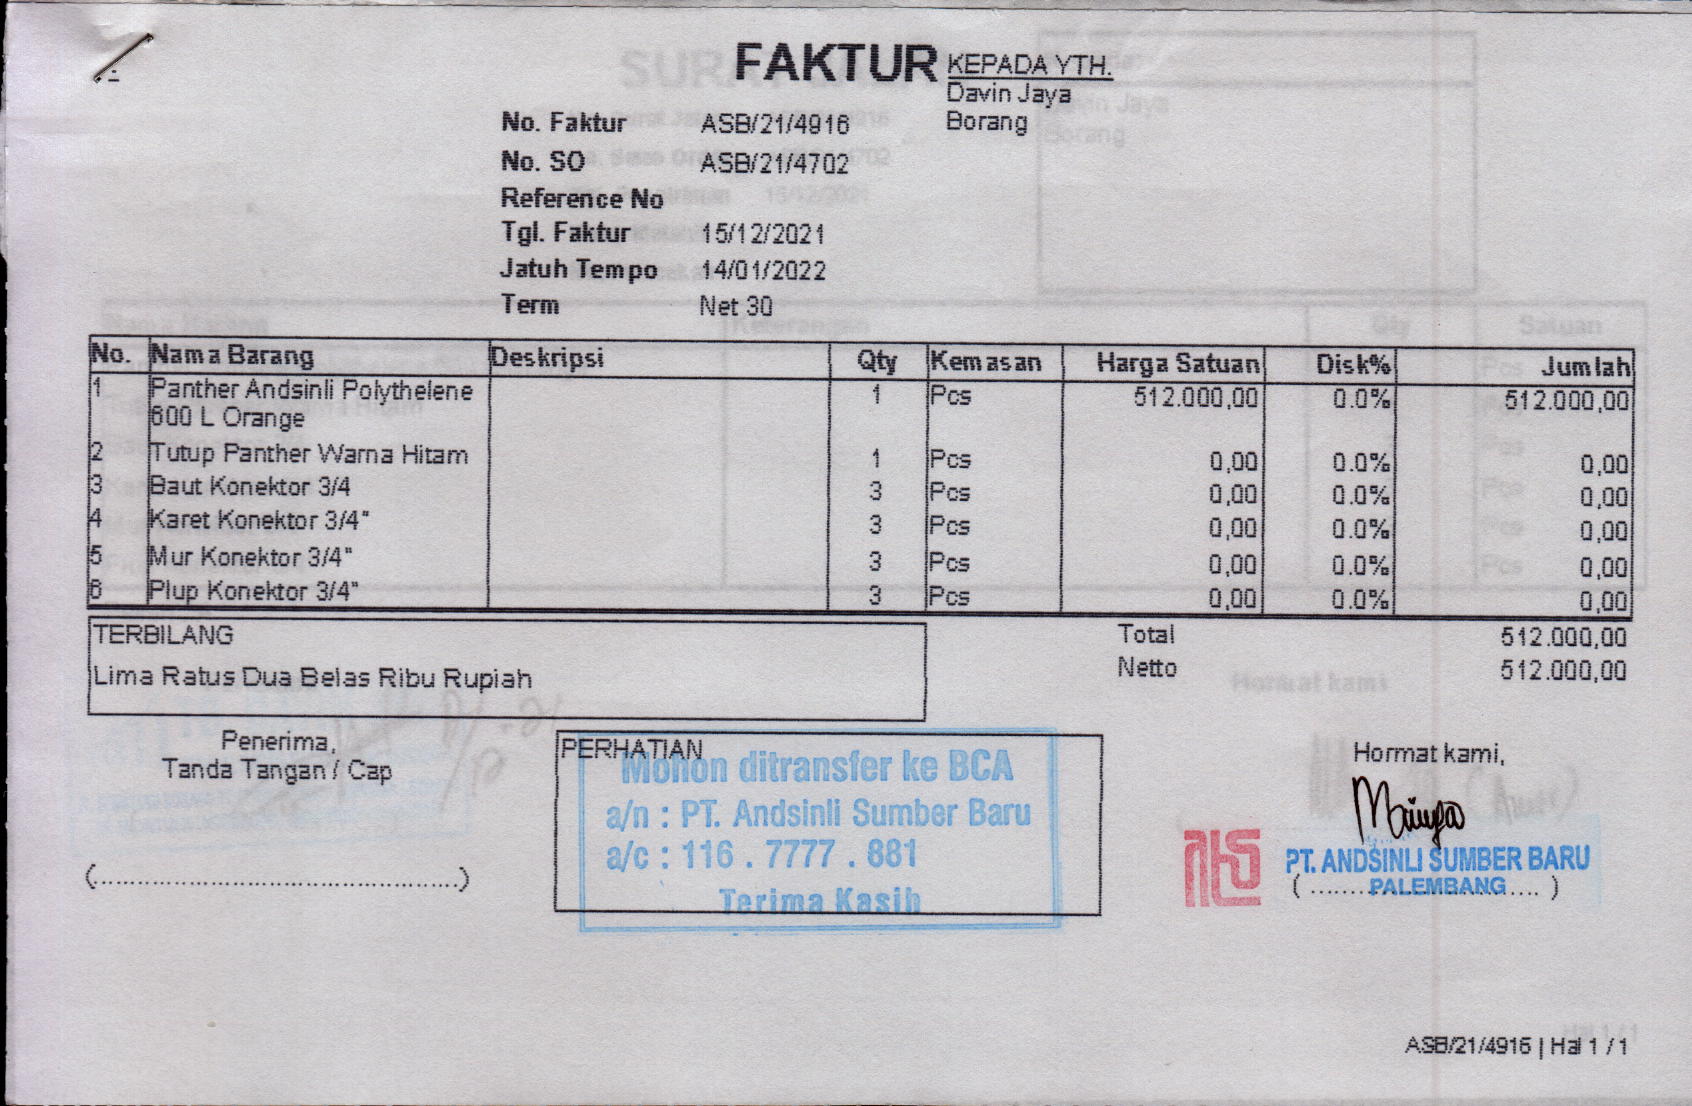 FAKTUR
KEPADA YTH.
Davin Jaya
Borang
No. Faktur ASB/21/4916
No. SO ASB/21/4702
Reference No
Tgl. Faktur 15/12/2021
Jatuh Tempo 14/01/2022
Term Net 30
No. Nama Barang Deskripsi Qty Kemasan Harga Satuan Disk% Jumlah
1 Panther Andsinli Polythelene 1 Pcs 512.000,00 0.0% 512.000,00
600 L Orange
2 Tutup Panther Warna Hitam 1 Pcs 0,00 0.0% 0,00
3 Baut Konektor 3/4 3 Pcs 0,00 0.0% 0,00
4 Karet Konektor 3/4" 3 Pcs 0,00 0.0% 0,00
5 Mur Konektor 3/4" 3 Pcs 0,00 0.0% 0,00
6 Plup Konektor 3/4" 3 Pcs 0,00 0.0% 0,00
TERBILANG
Lima Ratus Dua Belas Ribu Rupiah
Total 512.000,00
Netto 512.000,00
Penerima,
Tanda Tangan / Cap
(............................................)
PERHATIAN
Mohon ditransfer ke BCA
a/n : PT. Andsinli Sumber Baru
a/c : 116 . 7777 . 881
Terima Kasih
Hormat kami,
PT. ANDSINLI SUMBER BARU
PALEMBANG
ASB/21/4916 | Hal 1 / 1